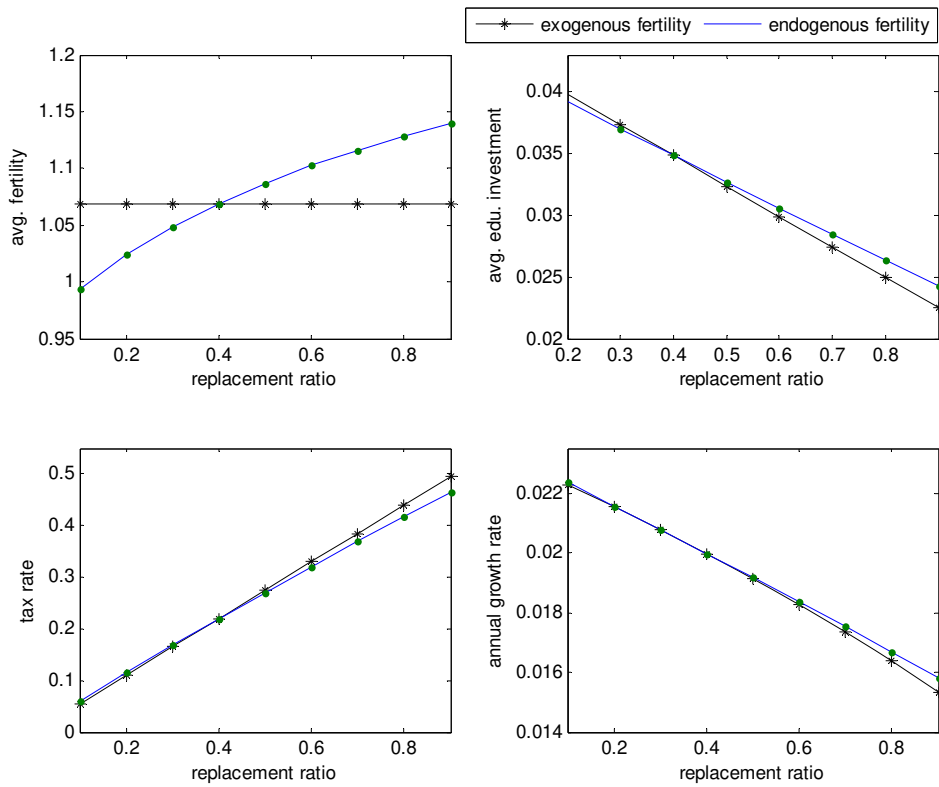 exogenous fertility endogenous fertility
1.2
1.15
1.1
1.05
1
0.95
avg. fertility
0.2 0.4 0.6 0.8
replacement ratio
0.04
0.035
0.03
0.025
0.02
avg. edu. investment
0.2 0.3 0.4 0.5 0.6 0.7 0.8
replacement ratio
0.5
0.4
0.3
0.2
0.1
0
tax rate
0.2 0.4 0.6 0.8
replacement ratio
0.022
0.02
0.018
0.016
0.014
annual growth rate
0.2 0.4 0.6 0.8
replacement ratio